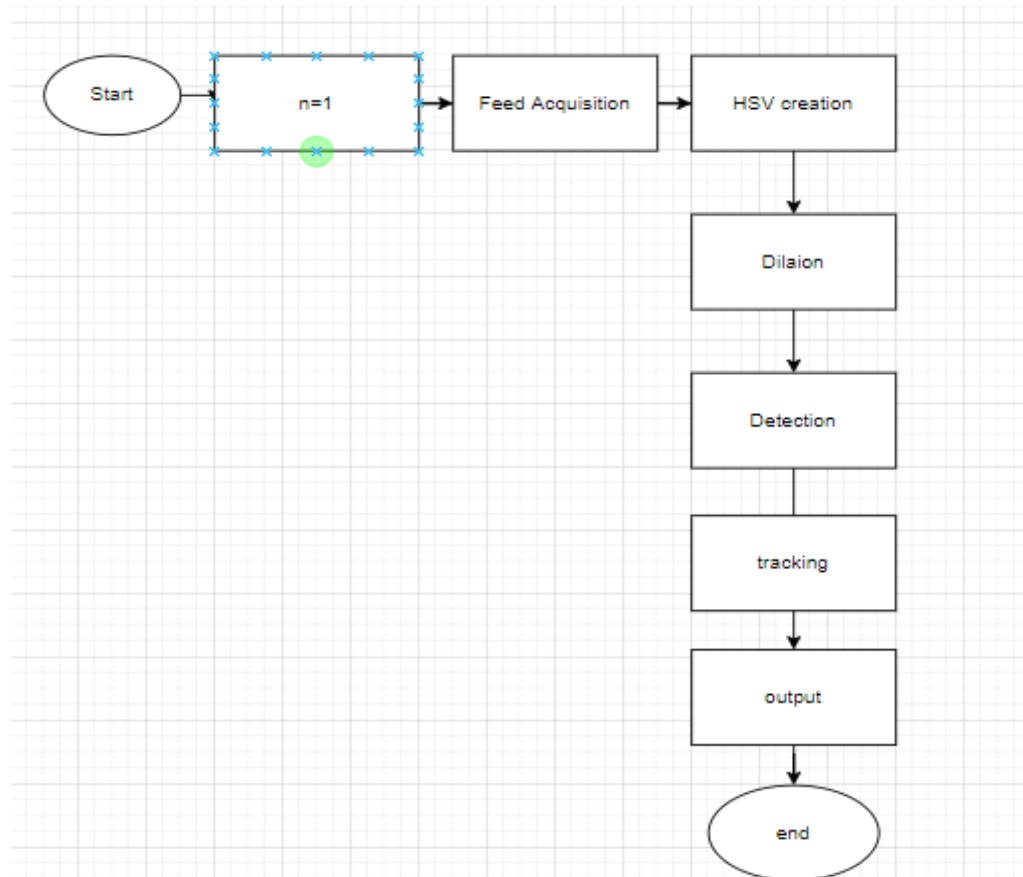 Start
n=1
Feed Acquisition
HSV creation
Dilaion
Detection
tracking
output
end